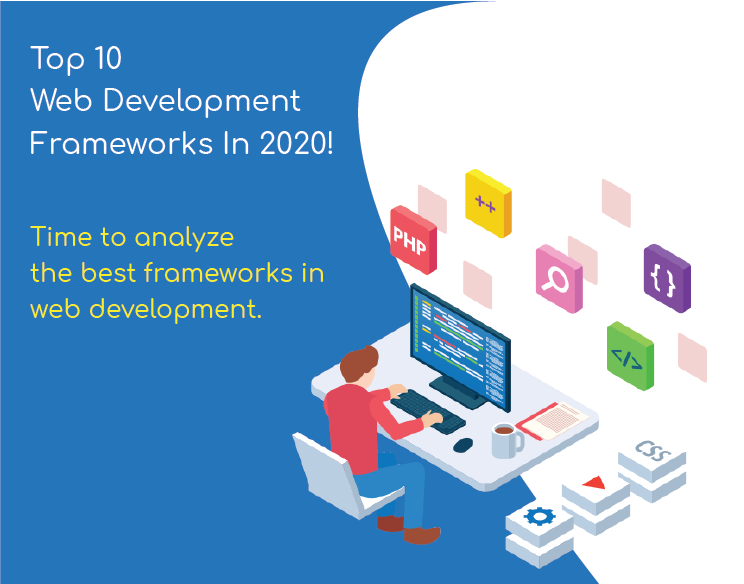 Top 10
Web Development
Frameworks In 2020!
Time to analyze
the best frameworks in
web development.
++
PHP
{ }
</>
CSS